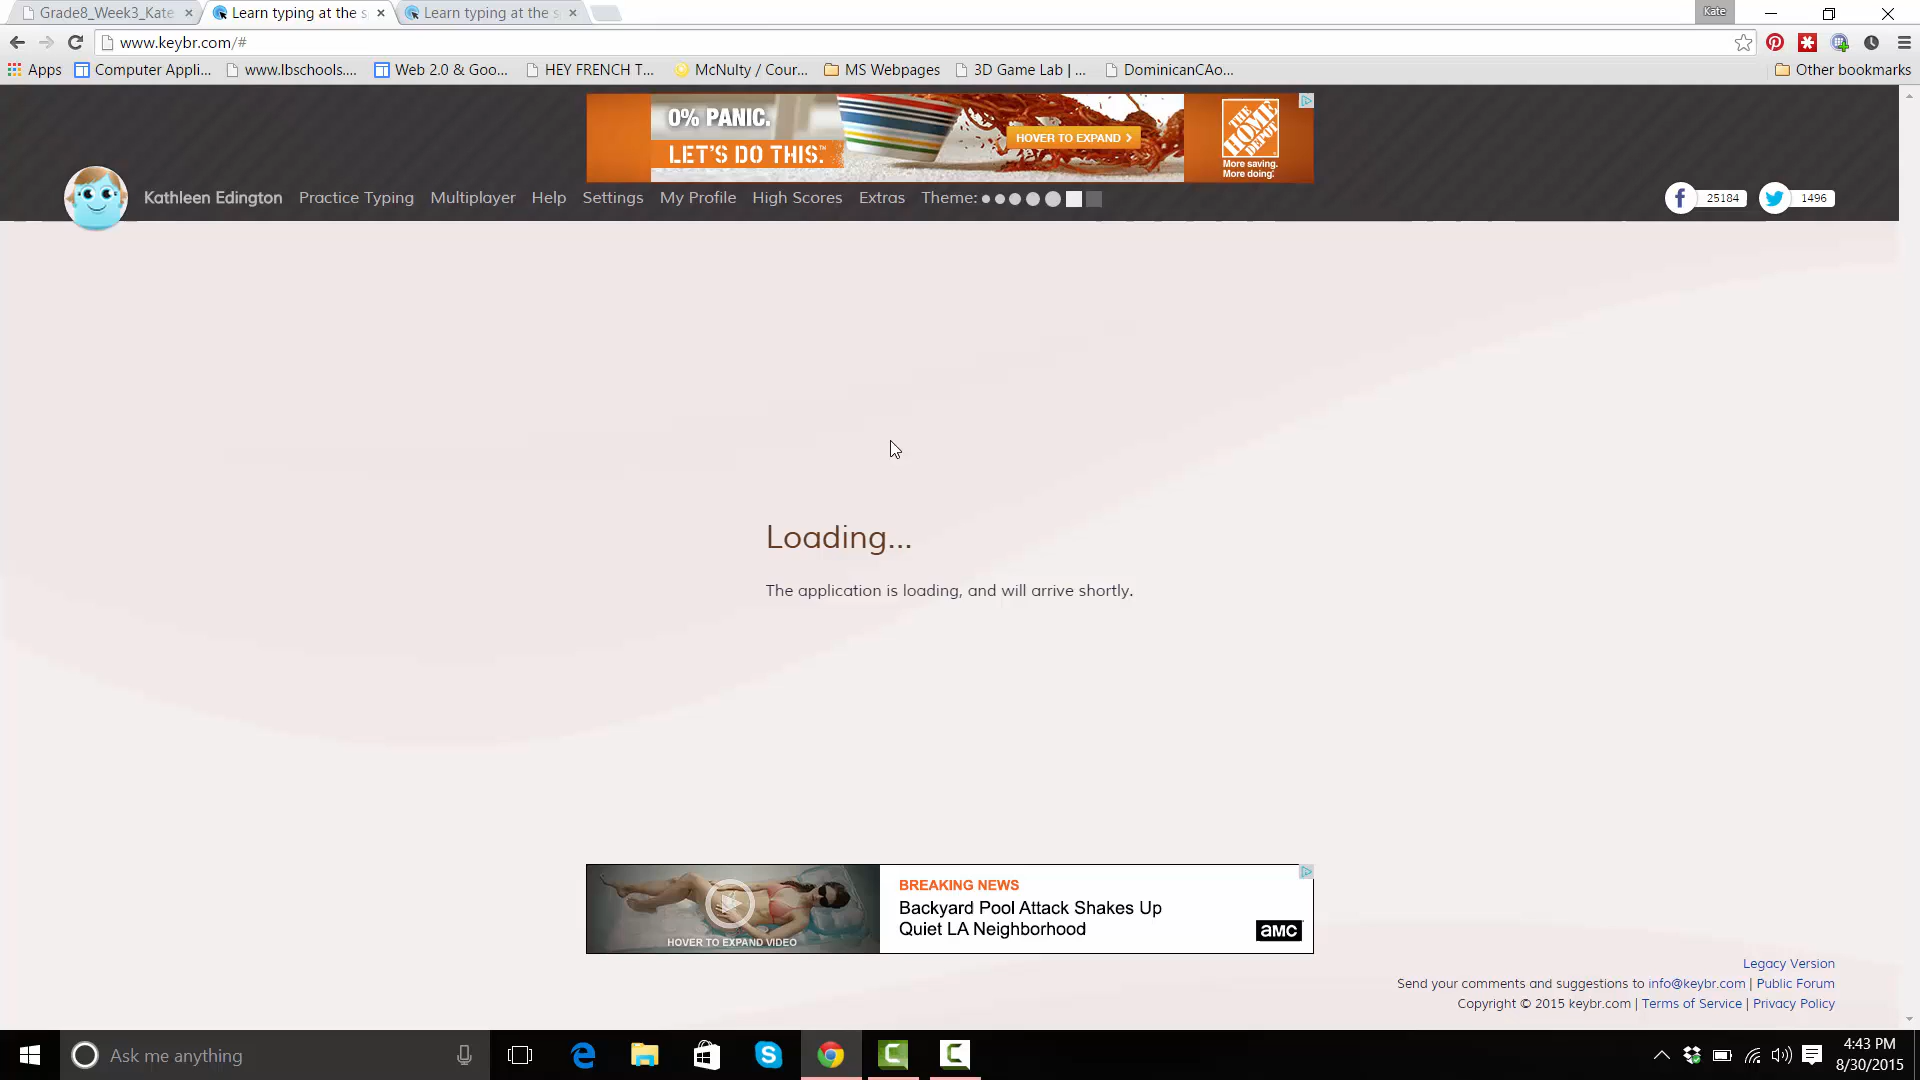 Grade8_Week3_Kate
Learn typing at the s
Learn typing at the s
Kate
www.keybr.com/#
Apps
Computer Appli...
www.lbschools....
Web 2.0 & Goo...
HEY FRENCH T...
McNulty / Cour...
MS Webpages
3D Game Lab | ...
DominicanCAo...
Other bookmarks
0% PANIC.
LET'S DO THIS.™
HOVER TO EXPAND
THE HOME DEPOT
More saving.
More doing.
Kathleen Edington
Practice Typing
Multiplayer
Help
Settings
My Profile
High Scores
Extras
Theme:
25184
1496
Loading...
The application is loading, and will arrive shortly.
HOVER TO EXPAND VIDEO
BREAKING NEWS
Backyard Pool Attack Shakes Up
Quiet LA Neighborhood
aMC
Legacy Version
Send your comments and suggestions to info@keybr.com | Public Forum
Copyright © 2015 keybr.com | Terms of Service | Privacy Policy
Ask me anything
4:43 PM
8/30/2015